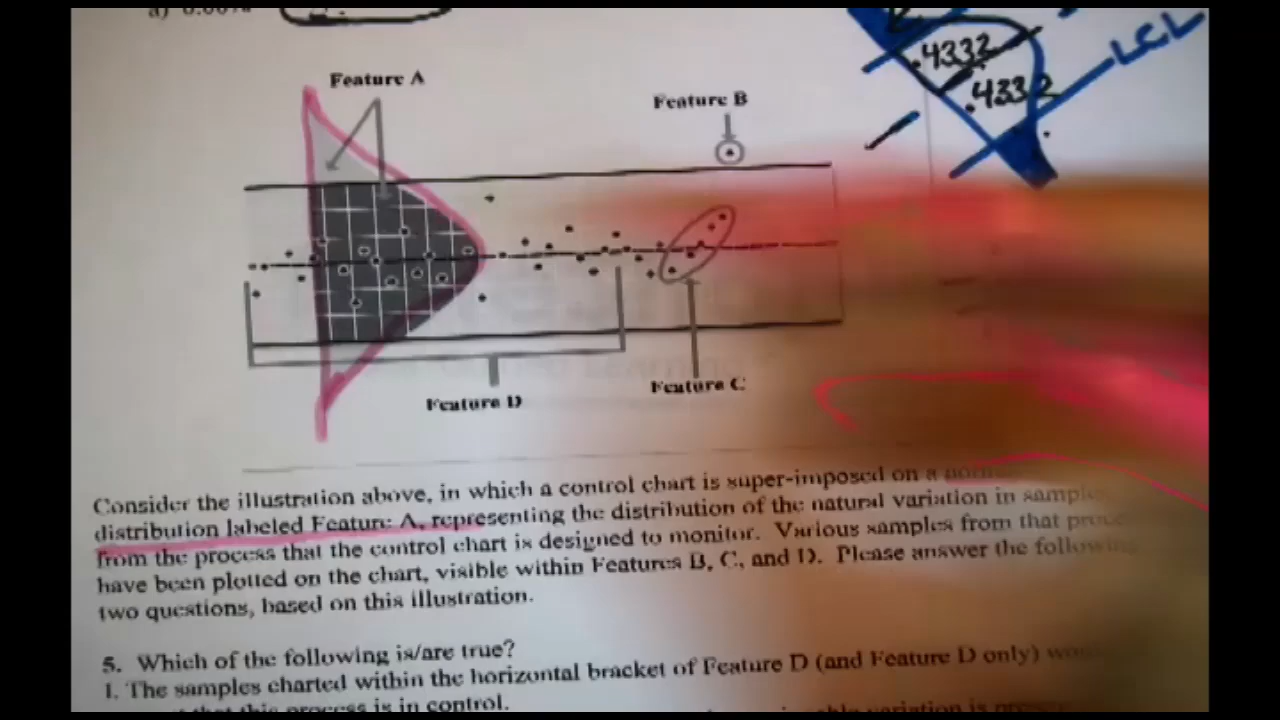 .4332
LCL
.4332
Feature A
Feature B
Feature C
Feature D
Consider the illustration above, in which a control chart is super-imposed on a
distribution labeled Feature A, representing the distribution of the natural variation in
from the process that the control chart is designed to monitor. Various samples from that
have been plotted on the chart, visible within Features B, C, and D. Please answer the following
two questions, based on this illustration.
5. Which of the following is/are true?
1. The samples charted within the horizontal bracket of Feature D (and Feature D only)
that this process is in control.
variation is